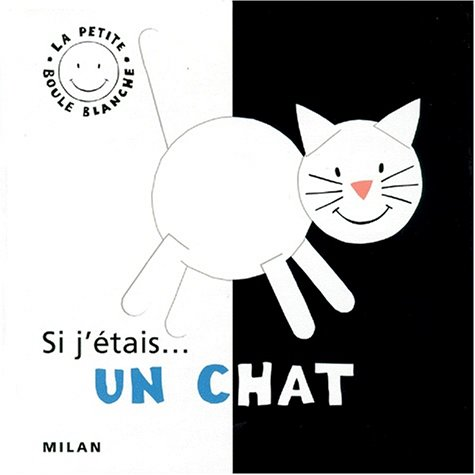 • LA PETITE •
BOULE BLANCHE
Si j'étais...
UN CHAT
MILAN